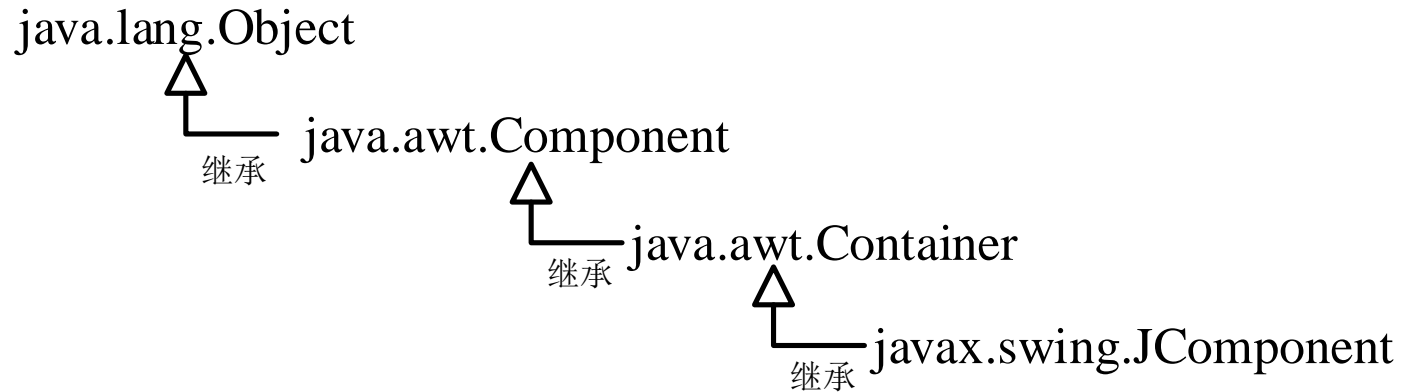 java.lang.Object
java.awt.Component
继承
java.awt.Container
继承
javax.swing.JComponent
继承